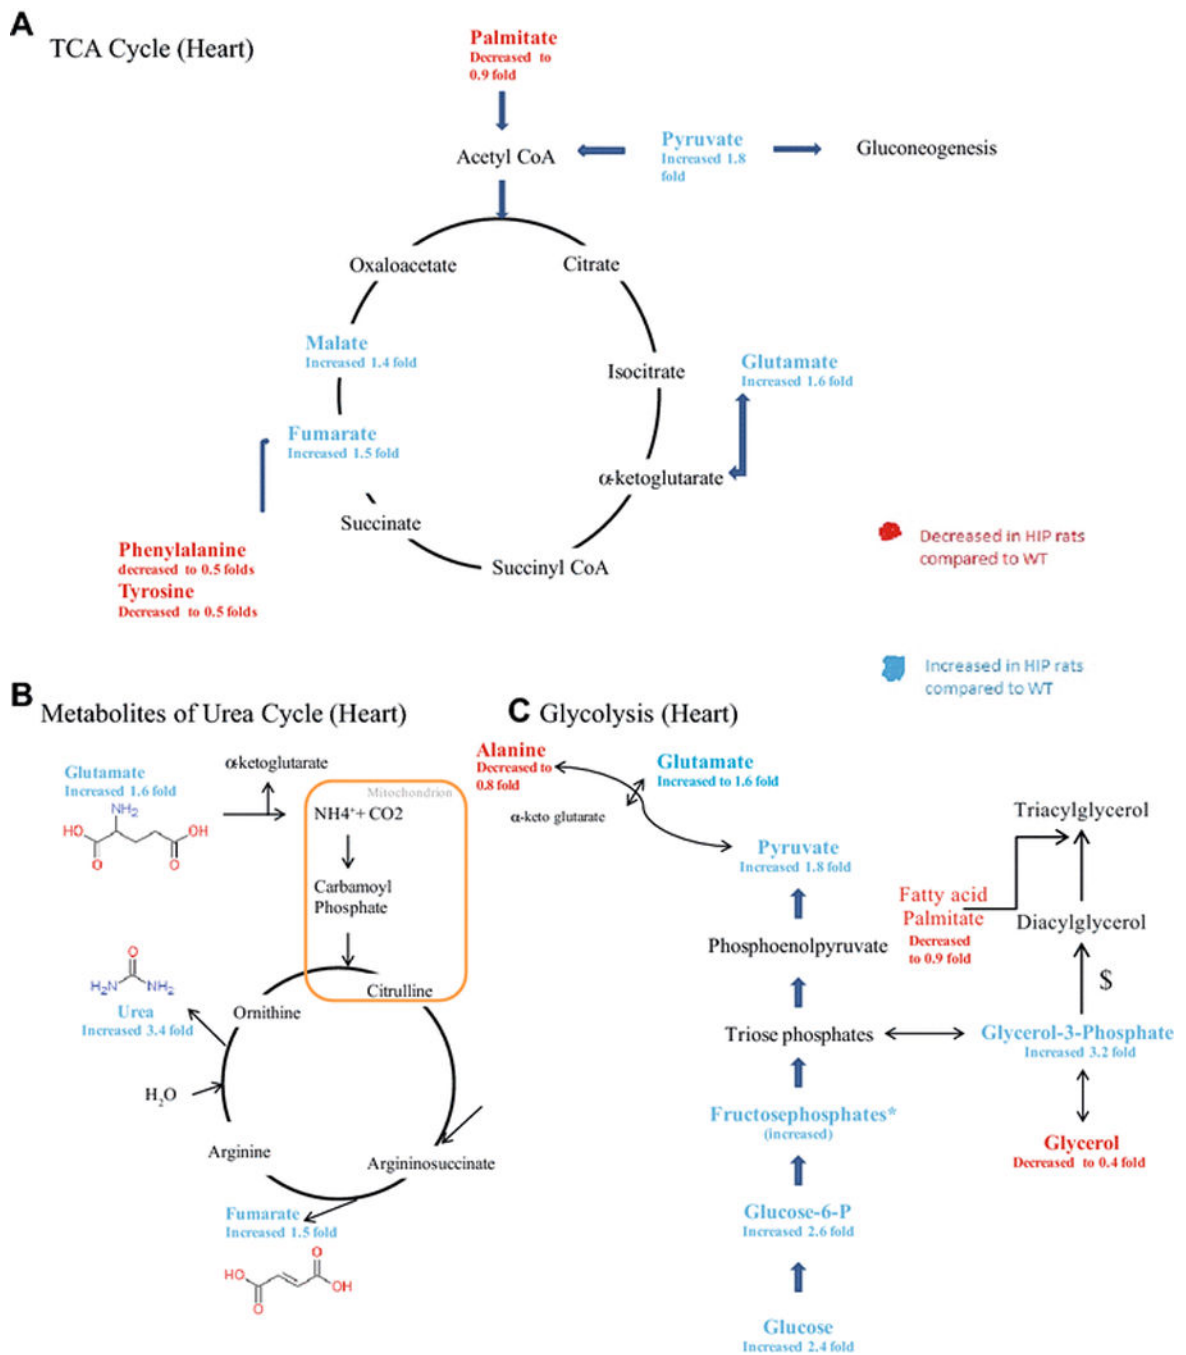 A
TCA Cycle (Heart)
Palmitate
Decreased to
0.9 fold
Acetyl CoA
Pyruvate
Increased 1.8
fold
Gluconeogenesis
Oxaloacetate
Citrate
Malate
Increased 1.4 fold
Isocitrate
Glutamate
Increased 1.6 fold
Fumarate
Increased 1.5 fold
α-ketoglutarate
Succinate
Succinyl CoA
Phenylalanine
decreased to 0.5 folds
Tyrosine
Decreased to 0.5 folds
Decreased in HIP rats
compared to WT
Increased in HIP rats
compared to WT
B
Metabolites of Urea Cycle (Heart)
Glutamate
Increased 1.6 fold
NH2
HO
OH
O
O
α-ketoglutarate
Mitochondrion
NH4⁺+ CO2
Carbamoyl
Phosphate
Citrulline
Ornithine
O
H2N
NH2
Urea
Increased 3.4 fold
H2O
Arginine
Argininosuccinate
Fumarate
Increased 1.5 fold
O
HO
OH
O
C
Glycolysis (Heart)
Alanine
Decreased to
0.8 fold
Glutamate
Increased to 1.6 fold
α-keto glutarate
Pyruvate
Increased 1.8 fold
Triacylglycerol
Fatty acid
Palmitate
Decreased
to 0.9 fold
Diacylglycerol
Phosphoenolpyruvate
$
Triose phosphates
Glycerol-3-Phosphate
Increased 3.2 fold
Fructosephosphates*
(increased)
Glycerol
Decreased to 0.4 fold
Glucose-6-P
Increased 2.6 fold
Glucose
Increased 2.4 fold